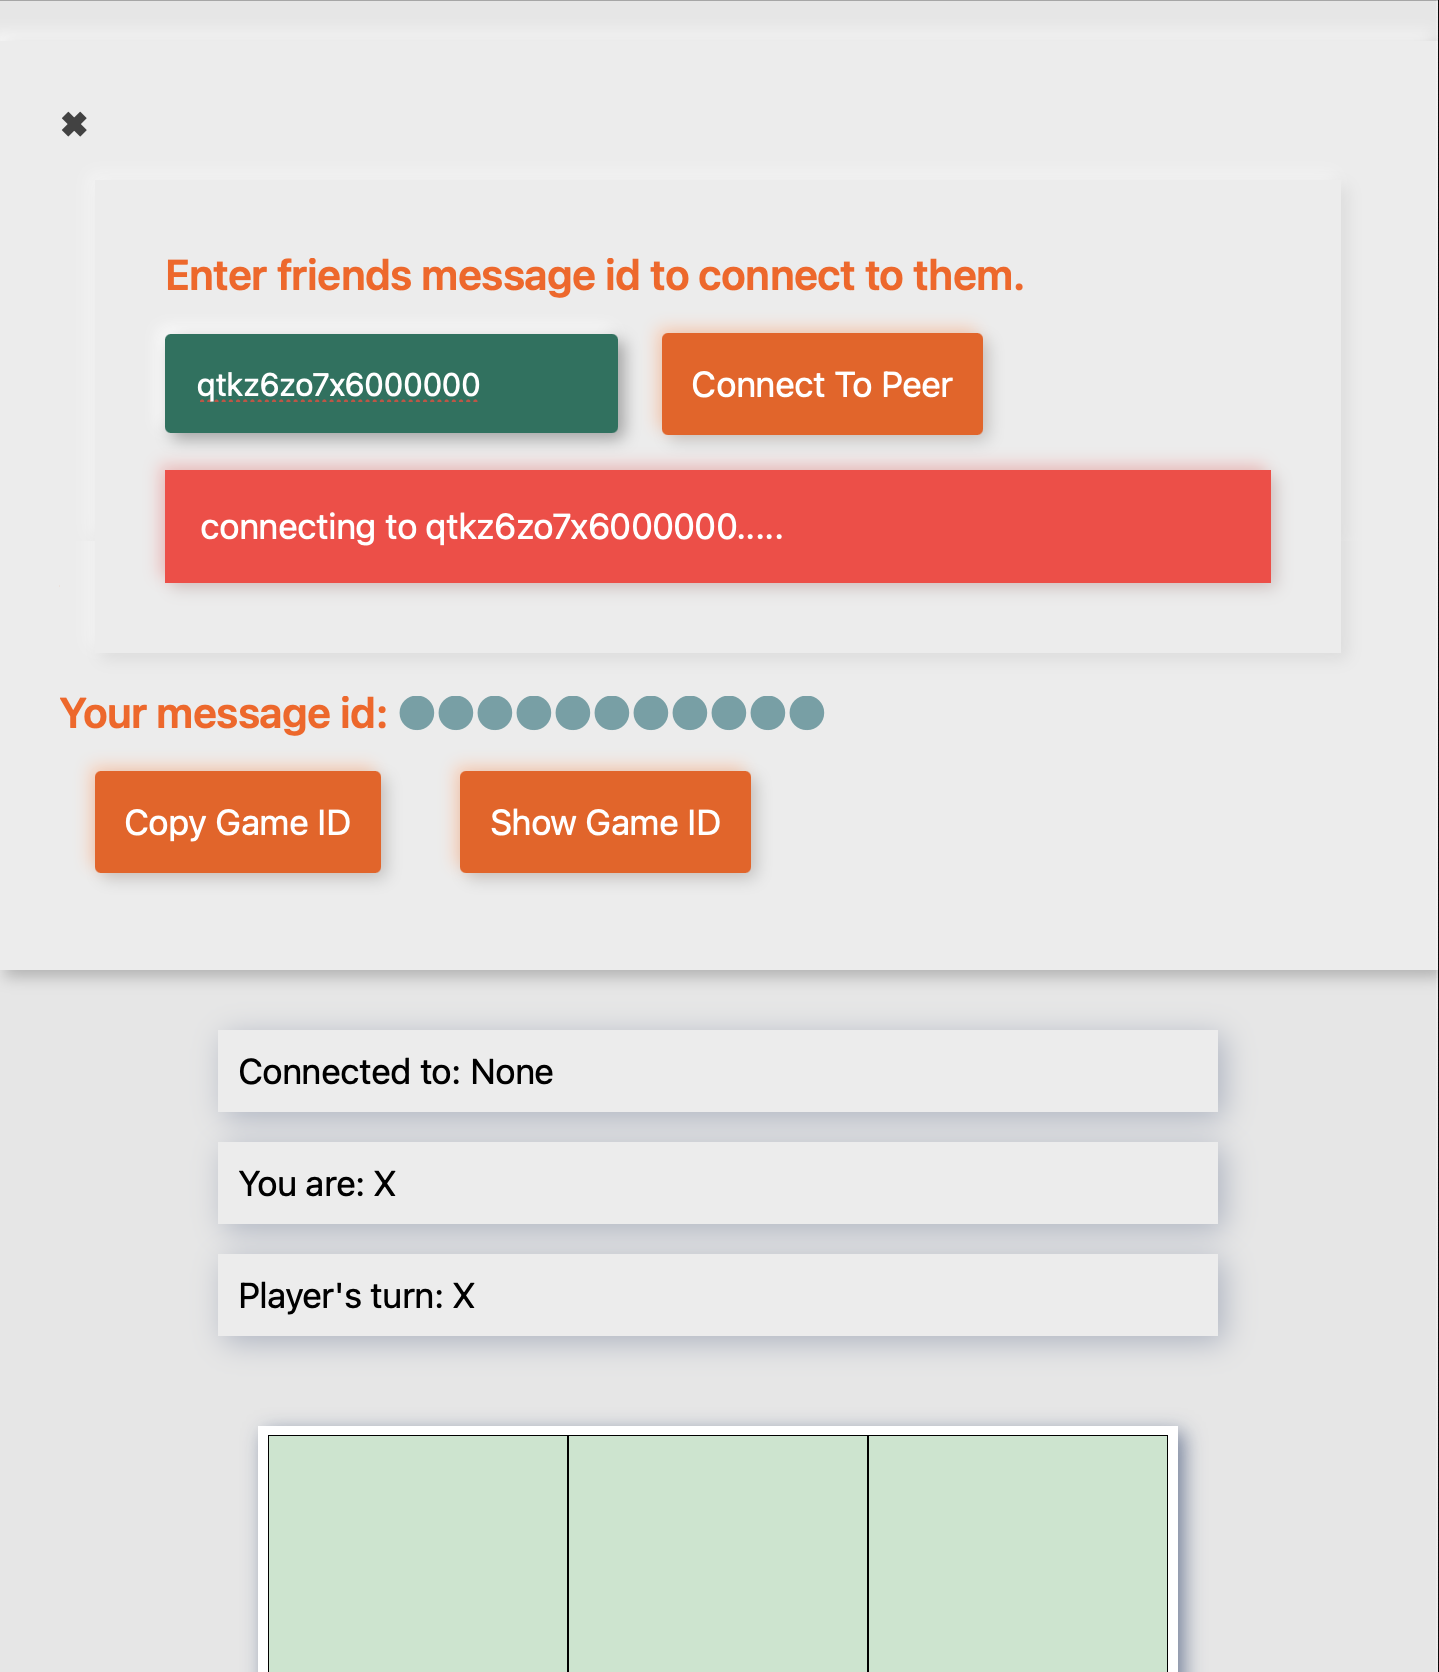 ✖
Enter friends message id to connect to them.
qtkz6zo7x6000000
Connect To Peer
connecting to qtkz6zo7x6000000.....
Your message id: ●●●●●●●●●●●
Copy Game ID
Show Game ID
Connected to: None
You are: X
Player's turn: X